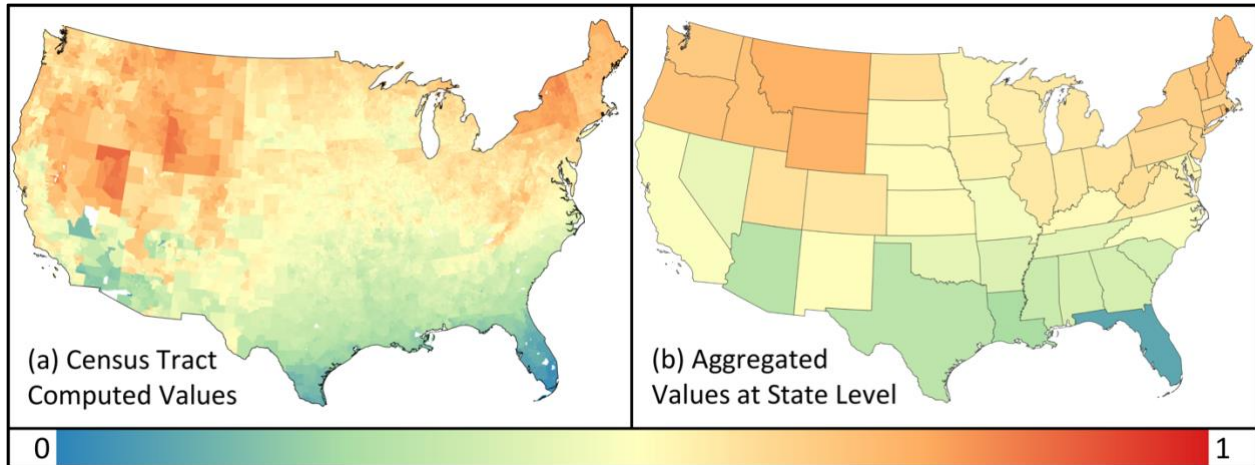 (a) Census Tract
Computed Values
(b) Aggregated
Values at State Level
0
1